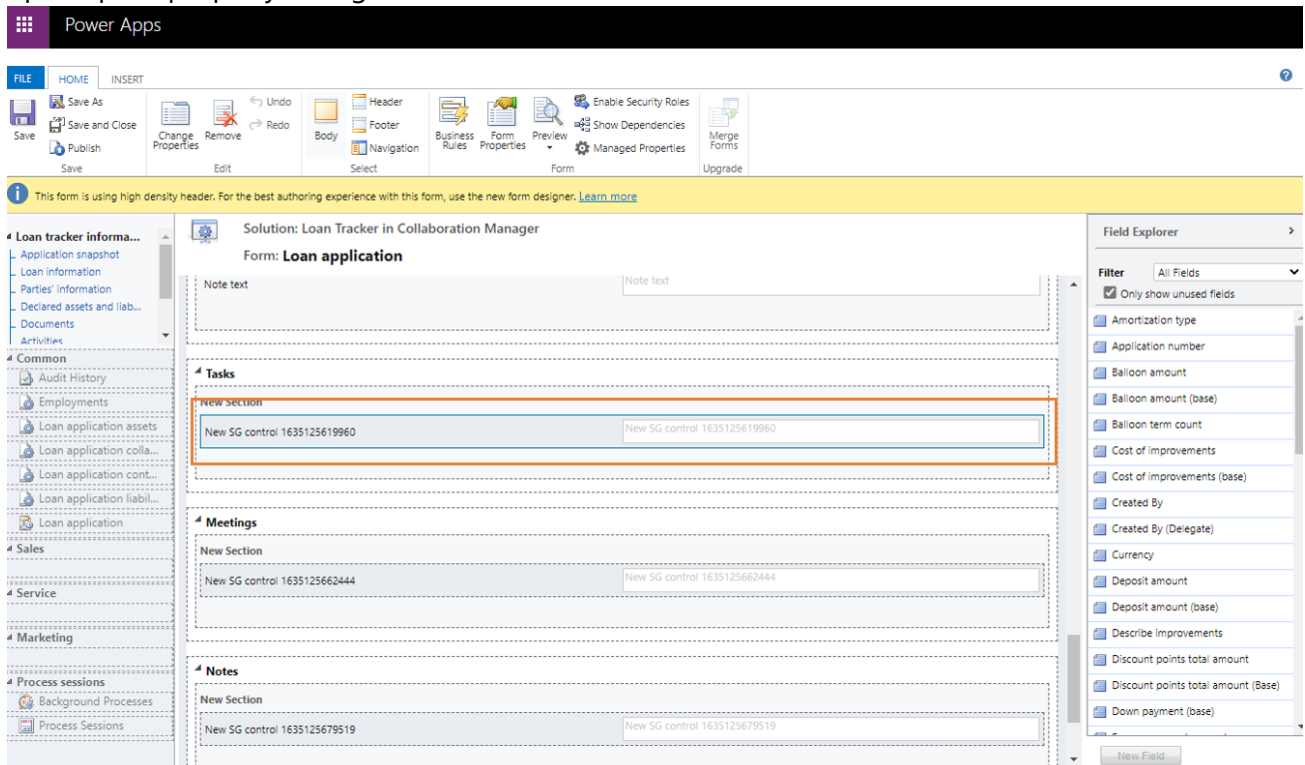 Power Apps
FILE HOME INSERT
Save
Save As
Save and Close
Publish
Save
Change Properties
Remove
Undo
Redo
Edit
Body
Header
Footer
Navigation
Select
Business Rules
Form Properties
Preview
Enable Security Roles
Show Dependencies
Managed Properties
Form
Merge Forms
Upgrade
This form is using high density header. For the best authoring experience with this form, use the new form designer. Learn more
Loan tracker informa...
Application snapshot
Loan information
Parties' information
Declared assets and liab...
Documents
Activities
Common
Audit History
Employments
Loan application assets
Loan application colla...
Loan application cont...
Loan application liabil...
Loan application
Sales
Service
Marketing
Process sessions
Background Processes
Process Sessions
Solution: Loan Tracker in Collaboration Manager
Form: Loan application
Note text Note text
Tasks
New Section
New SG control 1635125619960 New SG control 1635125619960
Meetings
New Section
New SG control 1635125662444 New SG control 1635125662444
Notes
New Section
New SG control 1635125679519 New SG control 1635125679519
Field Explorer
Filter All Fields
Only show unused fields
Amortization type
Application number
Balloon amount
Balloon amount (base)
Balloon term count
Cost of improvements
Cost of improvements (base)
Created By
Created By (Delegate)
Currency
Deposit amount
Deposit amount (base)
Describe improvements
Discount points total amount
Discount points total amount (Base)
Down payment (base)
New Field